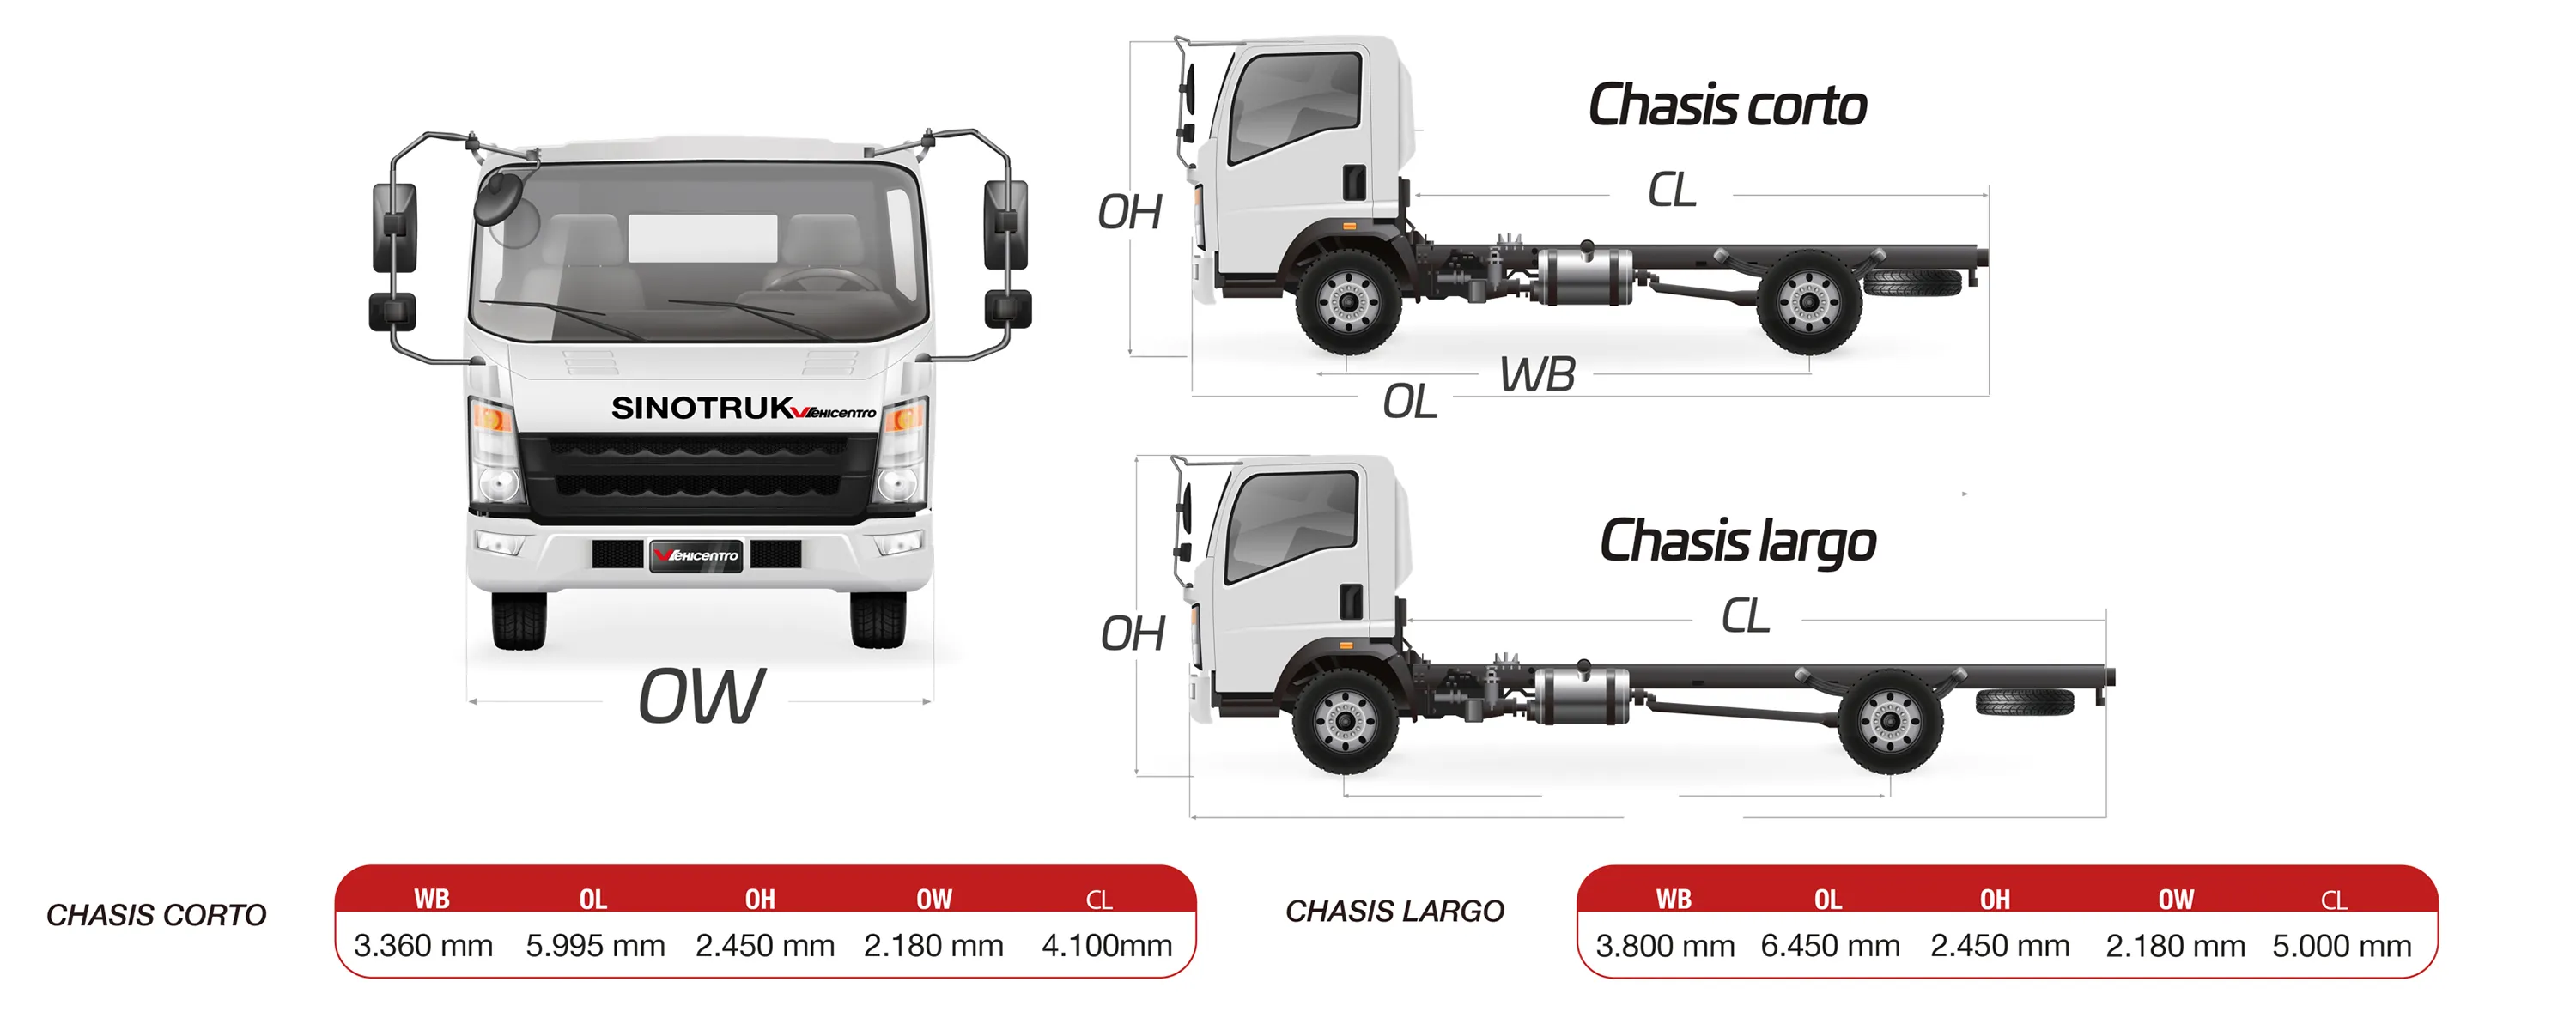 Chasis corto
CL
OH
WB
OL
SINOTRUK VEHICENTRO
VEHICENTRO
OW
Chasis largo
CL
OH
CHASIS CORTO
WB OL OH OW CL
3.360 mm 5.995 mm 2.450 mm 2.180 mm 4.100mm
CHASIS LARGO
WB OL OH OW CL
3.800 mm 6.450 mm 2.450 mm 2.180 mm 5.000 mm